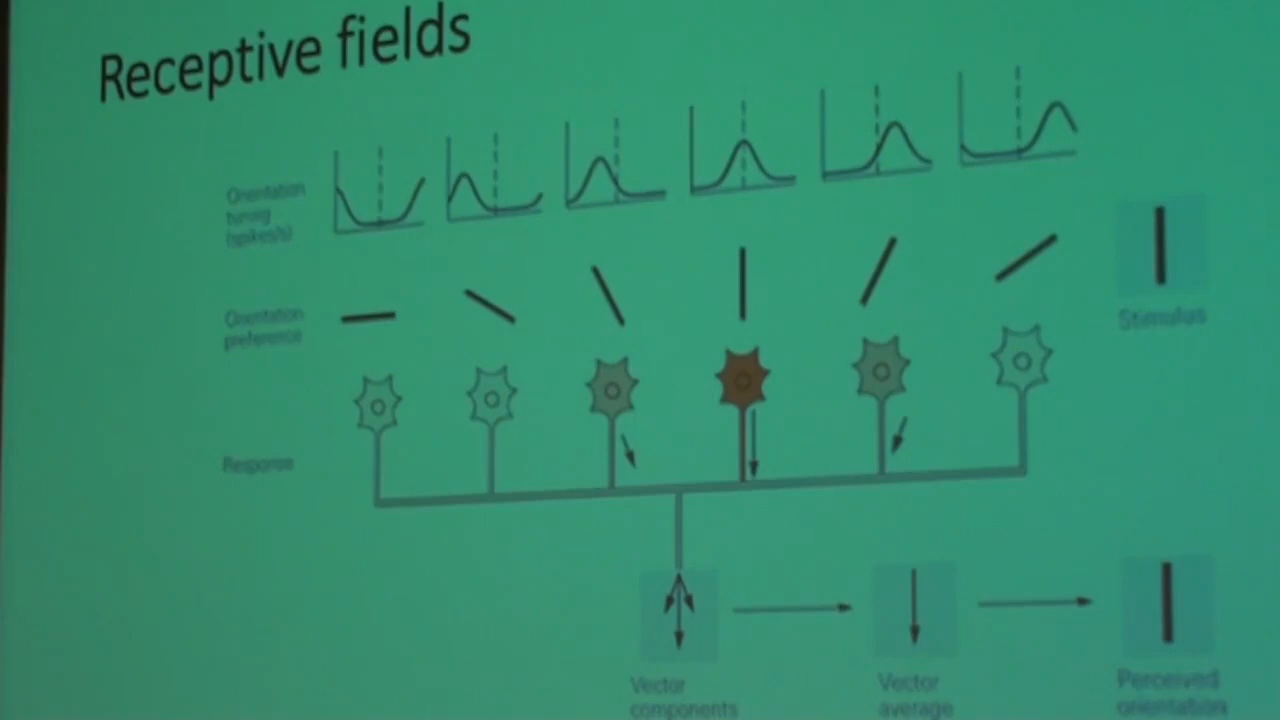 Receptive fields
Orientation
tuning
(spikes/s)
Orientation
preference
Stimulus
Response
Vector
components
Vector
average
Perceived
orientation